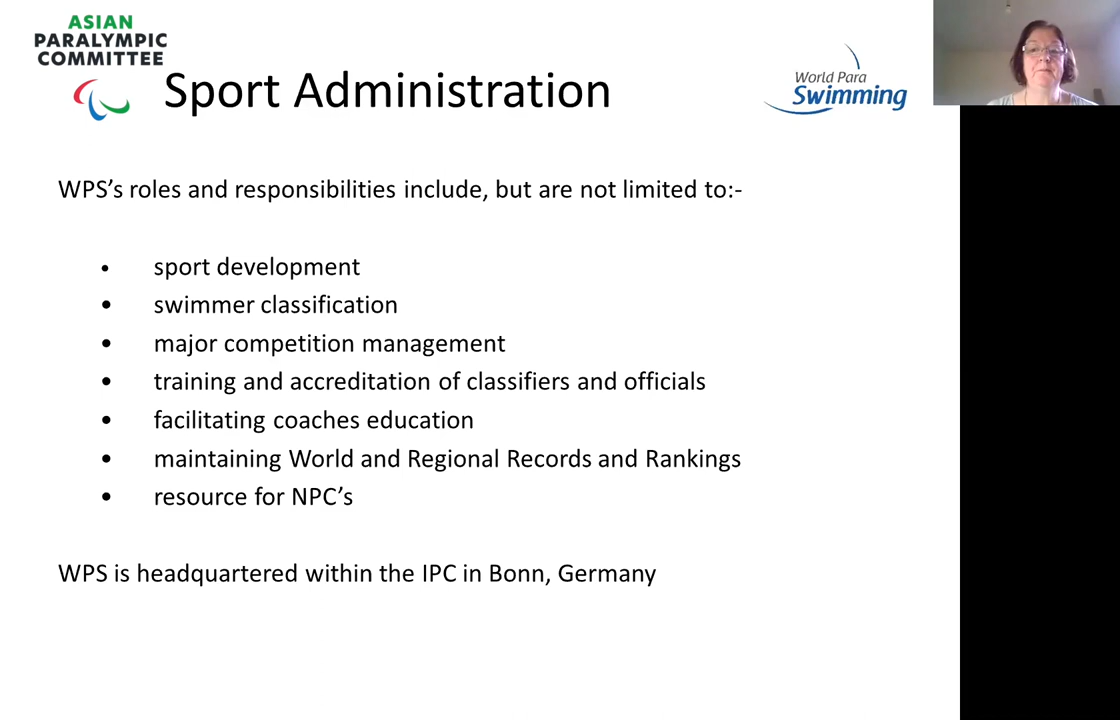 ASIAN
PARALYMPIC
COMMITTEE
Sport Administration
World Para
Swimming
WPS’s roles and responsibilities include, but are not limited to:-
• sport development
• swimmer classification
• major competition management
• training and accreditation of classifiers and officials
• facilitating coaches education
• maintaining World and Regional Records and Rankings
• resource for NPC’s
WPS is headquartered within the IPC in Bonn, Germany